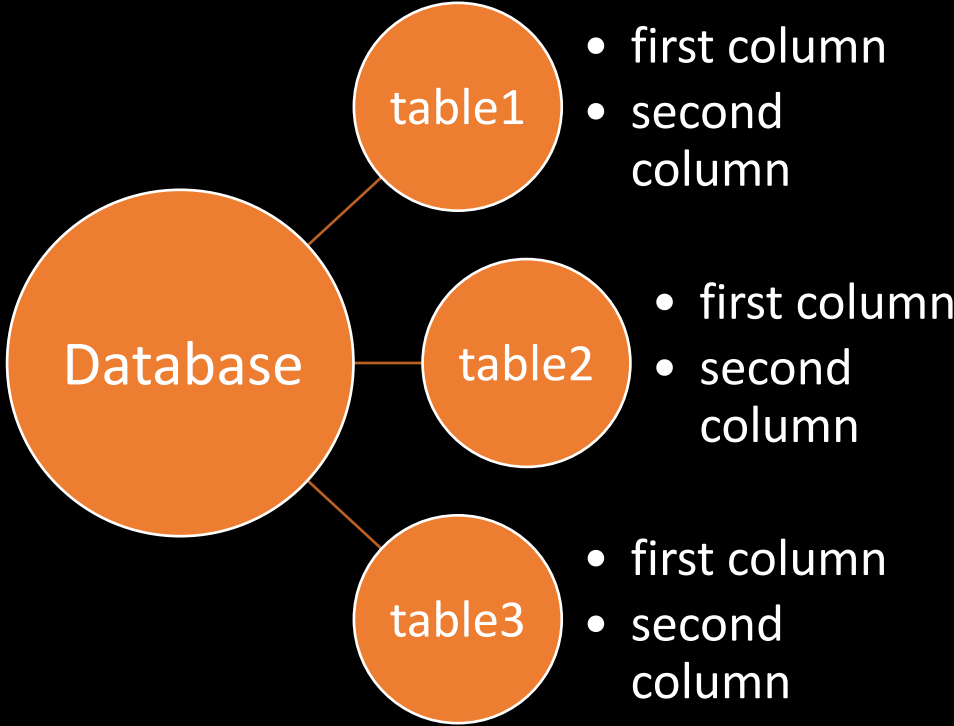 Database
table1
• first column
• second
column
table2
• first column
• second
column
table3
• first column
• second
column